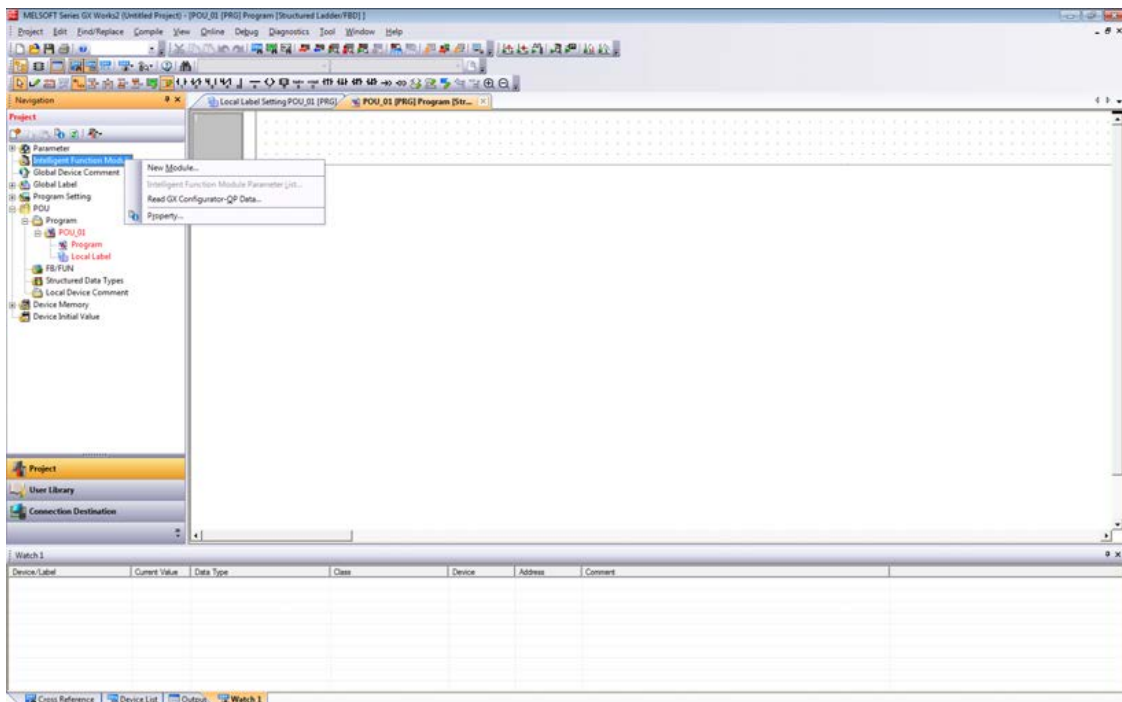 MELSOFT Series GX Works2 (Untitled Project) - [POU_01 [PRG] Program [Structured Ladder/FBD] ]
Project Edit Find/Replace Compile View Online Debug Diagnostics Tool Window Help
Navigation
Local Label Setting POU_01 [PRG]
POU_01 [PRG] Program [Str...
Project
Parameter
Intelligent Function Modul
Global Device Comment
Global Label
Program Setting
POU
Program
POU_01
Program
Local Label
FB/FUN
Structured Data Types
Local Device Comment
Device Memory
Device Initial Value
New Module...
Intelligent Function Module Parameter List...
Read GX Configurator-QP Data...
Property...
Project
User Library
Connection Destination
Watch 1
Device/Label Current Value Data Type Class Device Address Comment
Cross Reference Device List Output Watch 1